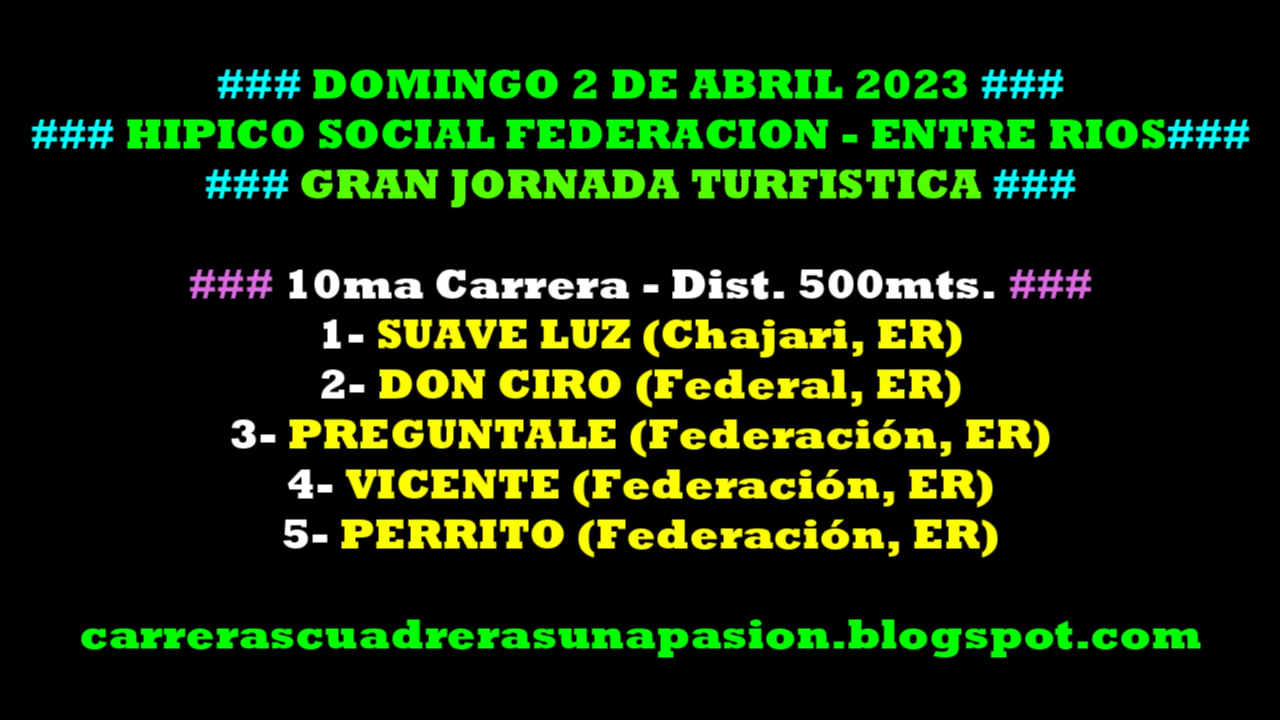 ### DOMINGO 2 DE ABRIL 2023 ###
### HIPICO SOCIAL FEDERACION - ENTRE RIOS###
### GRAN JORNADA TURFISTICA ###
### 10ma Carrera - Dist. 500mts. ###
1- SUAVE LUZ (Chajari, ER)
2- DON CIRO (Federal, ER)
3- PREGUNTALE (Federación, ER)
4- VICENTE (Federación, ER)
5- PERRITO (Federación, ER)
carrerascuadrerasunapasion.blogspot.com